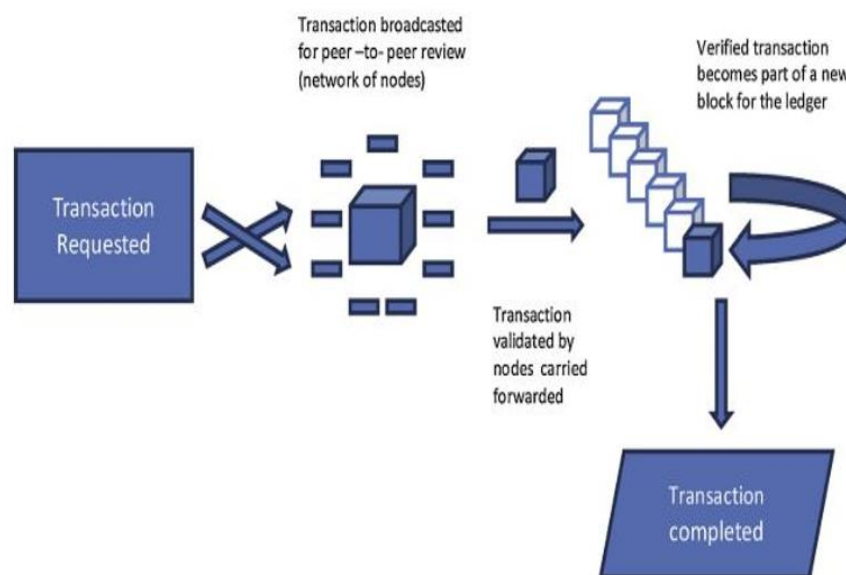 Transaction broadcasted
for peer –to- peer review
(network of nodes)
Verified transaction
becomes part of a new
block for the ledger
Transaction
Requested
Transaction
validated by
nodes carried
forwarded
Transaction
completed